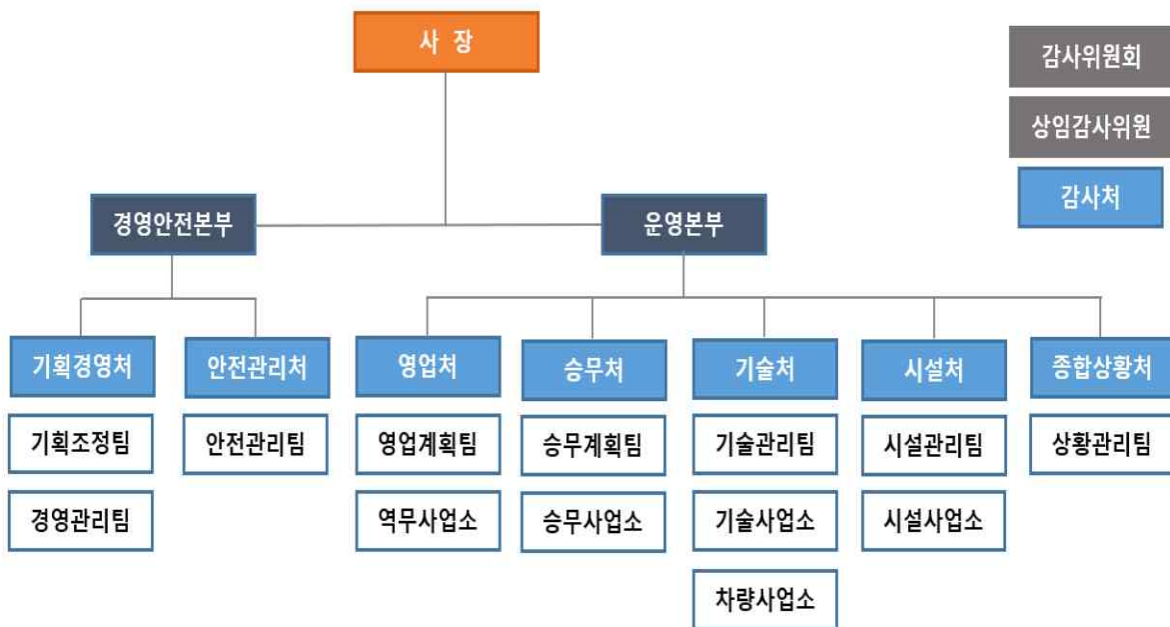 사 장
감사위원회
상임감사위원
감사처
경영안전본부
운영본부
기획경영처
안전관리처
영업처
승무처
기술처
시설처
종합상황처
기획조정팀
안전관리팀
영업계획팀
승무계획팀
기술관리팀
시설관리팀
상황관리팀
경영관리팀
역무사업소
승무사업소
기술사업소
시설사업소
차량사업소